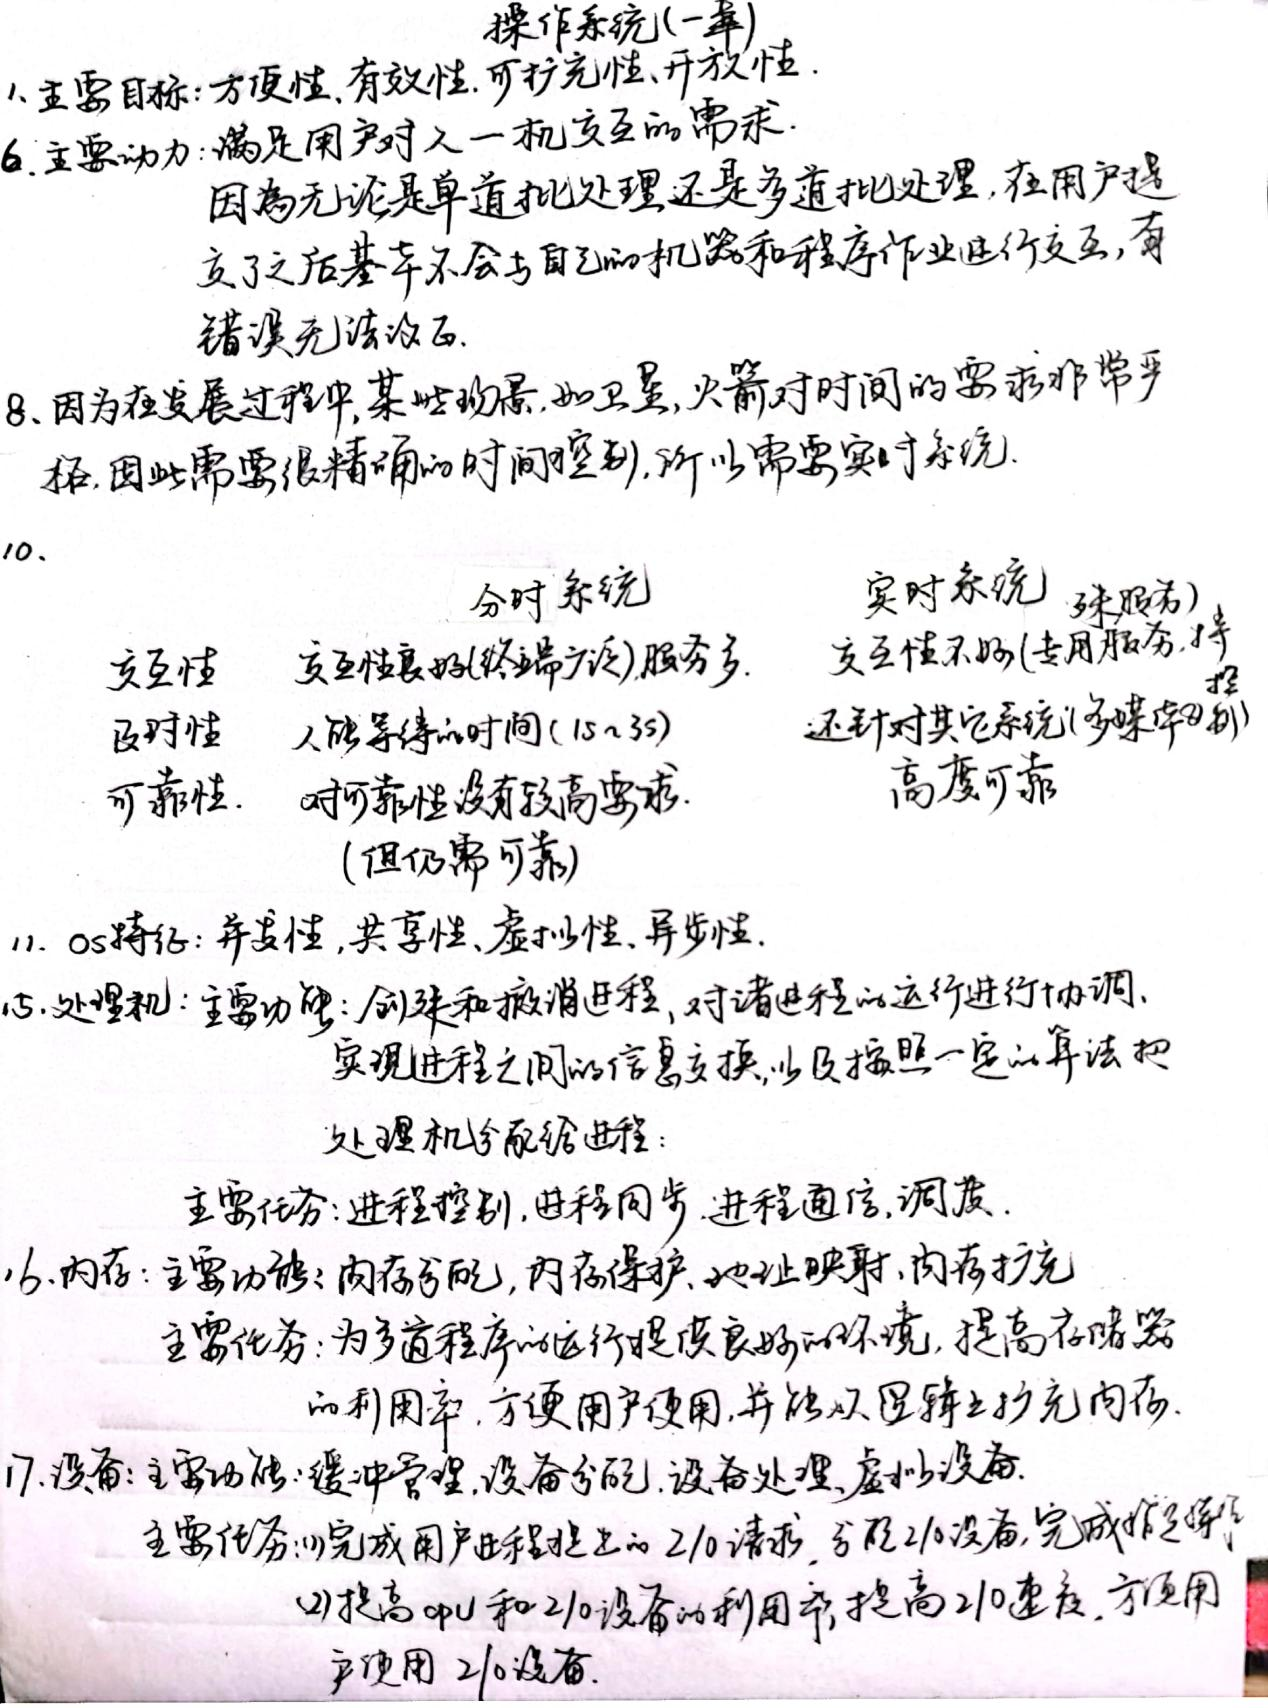 操作系统(一章)
1、主要目标：方便性、有效性、可扩充性、开放性.
6、主要动力：满足用户对人一机交互的需求.
因為无论是单道批处理还是多道批处理，在用户提
交了之后基本不会与自己的机器和程序作业进行交互，有
错误无法改正.
8、因为在发展过程中，某些场景，如卫星，火箭对时间的要求非常严
格，因此需要很精确的时间控制，所以需要实时系统.
10、
分时系统 实时系统 殊服务)
交互性 交互性良好(终端广泛)，服务多. 交互性不好(专用服务，特
及时性 人能等待的时间(1s~3s) 还针对其它系统(多媒体 控制)
可靠性. 对可靠性没有较高要求. 高度可靠
(但仍需可靠)
11. OS特征：并发性，共享性、虚拟性、异步性.
15.处理机：主要功能：创建和撤消进程，对诸进程的运行进行协调、
实现进程之间的信息交换，以及按照一定的算法把
处理机分配给进程：
主要任务：进程控制，进程同步.进程通信，调度.
16、内存：主要功能：内存分配，内存保护、地址映射、内存扩充
主要任务：为多道程序的运行提供良好的环境，提高存储器
的利用率，方便用户使用，并能从逻辑上扩充内存.
17.设备：主要功能：缓冲管理，设备分配，设备处理、虚拟设备.
主要任务：(1)完成用户进程提出的I/O请求，分配I/O设备，完成指定操作
(2)提高cpu和I/O设备的利用率，提高I/O速度，方便用
户使用I/O设备.